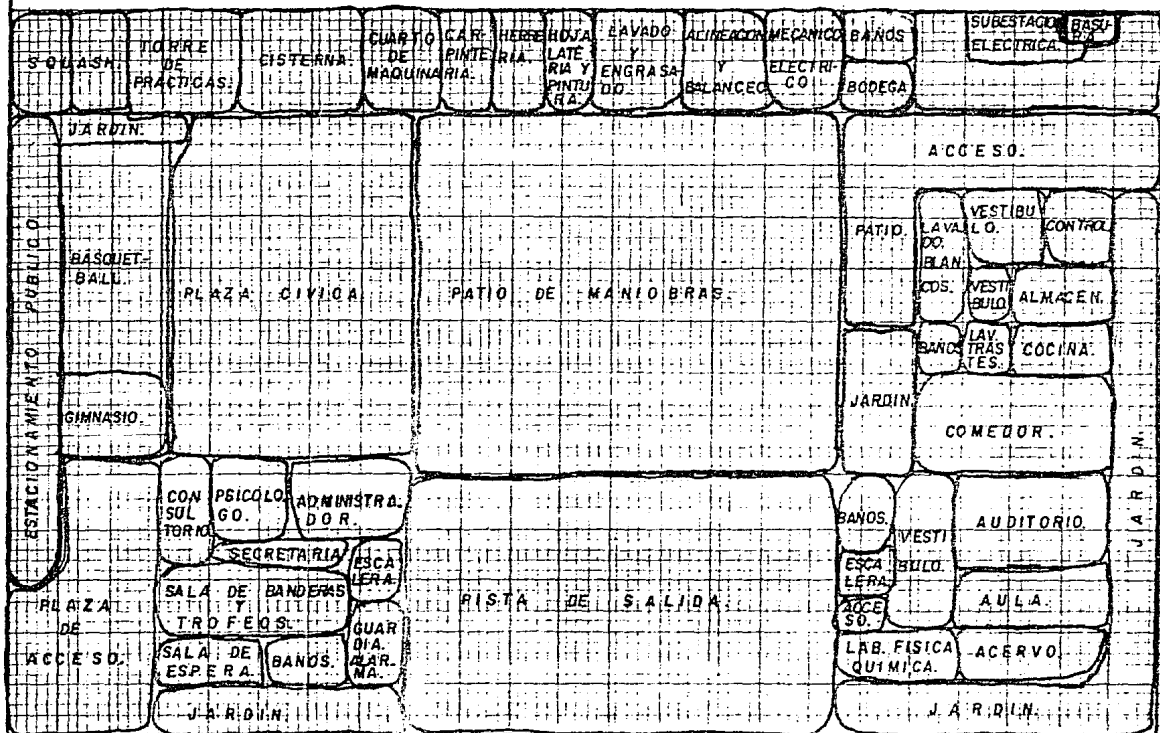 SQUASH.
TORRE
DE
PRACTICAS.
CISTERNA
CUARTO
DE
MAQUINARIA.
CAR-
PINTE
RIA.
HERRE
RIA.
HOJA
LATE
RIA Y
PINTU
RA.
LAVADO
Y
ENGRASA-
DO.
ALINEACION
Y
BALANCEO
MECANICO
ELECTRI-
CO
BAÑOS
BODEGA
SUBESTACION
ELECTRICA.
BASU
RA
JARDIN.
ESTACIONAMIENTO PUBLICO
BASQUET-
BALL.
PLAZA CIVICA.
PATIO DE MANIOBRAS.
ACCESO.
PATIO.
LAVA-
DO.
BLAN
COS.
VESTIBU
LO.
CONTROL
VESTI
BULO
ALMACEN.
BAÑOS
LAV.
TRAS
TES.
COCINA.
GIMNASIO.
JARDIN
COMEDOR.
JARDIN.
CON
SUL
TORIO
PSICOLO
GO.
ADMINISTRA-
DOR.
SECRETARIA
ESCA
LERA.
SALA DE BANDERAS
Y
TROFEOS.
GUAR
DIA.
ALAR-
MA.
SALA DE
ESPERA.
BAÑOS.
PLAZA
DE
ACCESO.
JARDIN.
PISTA DE SALIDA.
BAÑOS.
VESTI
BULO.
AUDITORIO.
ESCA
LERA.
ACCE
SO.
AULA.
LAB. FISICA
QUIMICA.
ACERVO.
JARDIN.